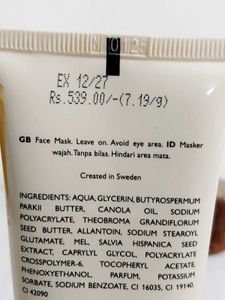 EX 12/27
Rs.539.00/-(7.19/g)
GB Face Mask. Leave on. Avoid eye area. ID Masker
wajah. Tanpa bilas. Hindari area mata.
Created in Sweden
INGREDIENTS: AQUA, GLYCERIN, BUTYROSPERMUM
PARKII BUTTER, CANOLA OIL, SODIUM
POLYACRYLATE, THEOBROMA GRANDIFLORUM
SEED BUTTER, ALLANTOIN, SODIUM STEAROYL
GLUTAMATE, MEL, SALVIA HISPANICA SEED
EXTRACT, CAPRYLYL GLYCOL, POLYACRYLATE
CROSSPOLYMER-6, TOCOPHERYL ACETATE,
PHENOXYETHANOL, PARFUM, POTASSIUM
SORBATE, SODIUM BENZOATE, CI 16035, CI 19140,
CI 42090